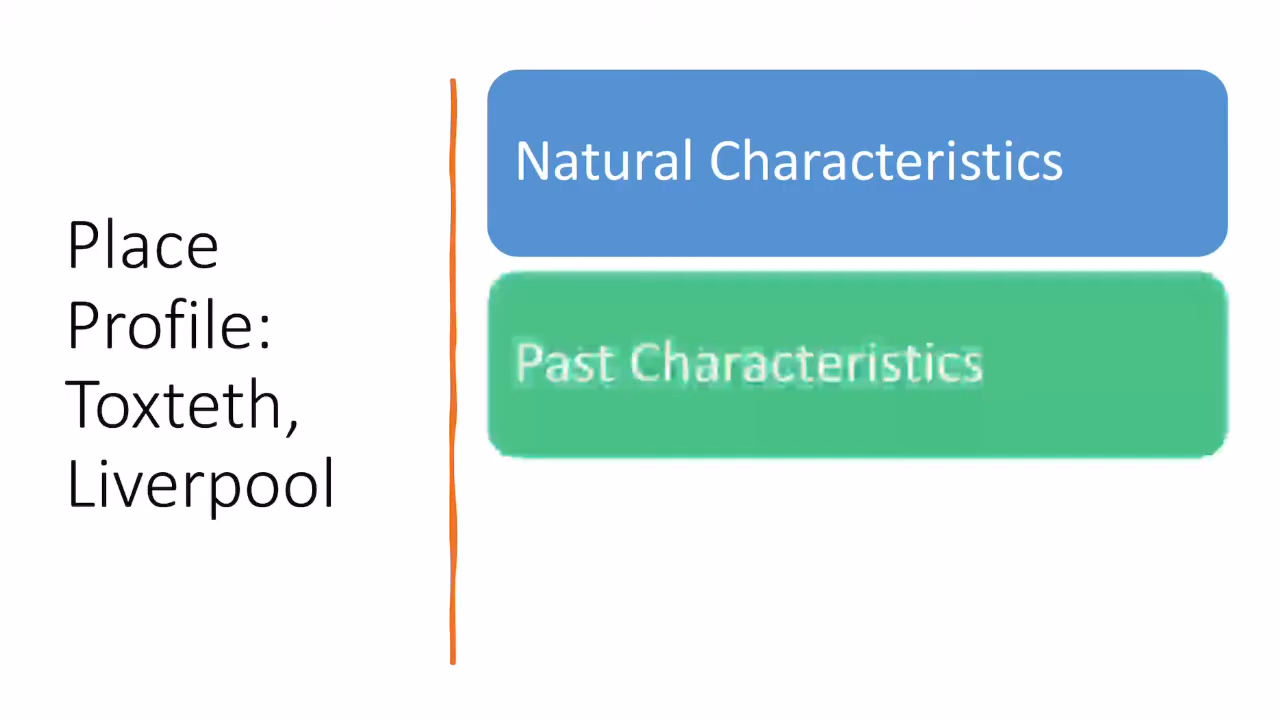 Place
Profile:
Toxteth,
Liverpool
Natural Characteristics
Past Characteristics